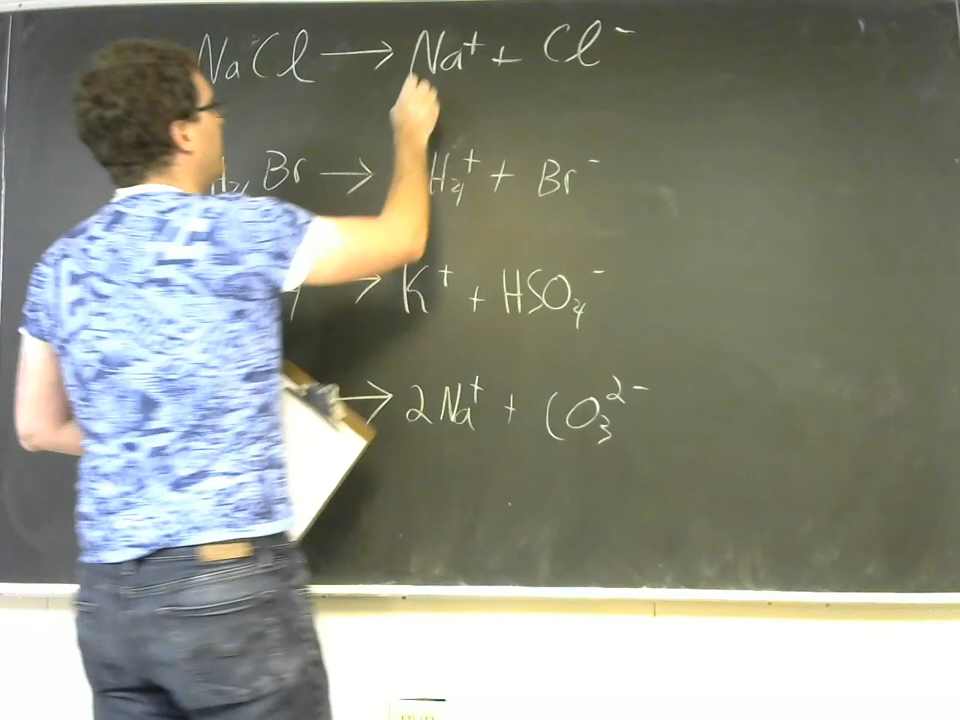 NaCl → Na⁺ + Cl⁻
Br → + Br⁻
→ K⁺ + HSO₄⁻
→ 2Na⁺ + CO₃²⁻